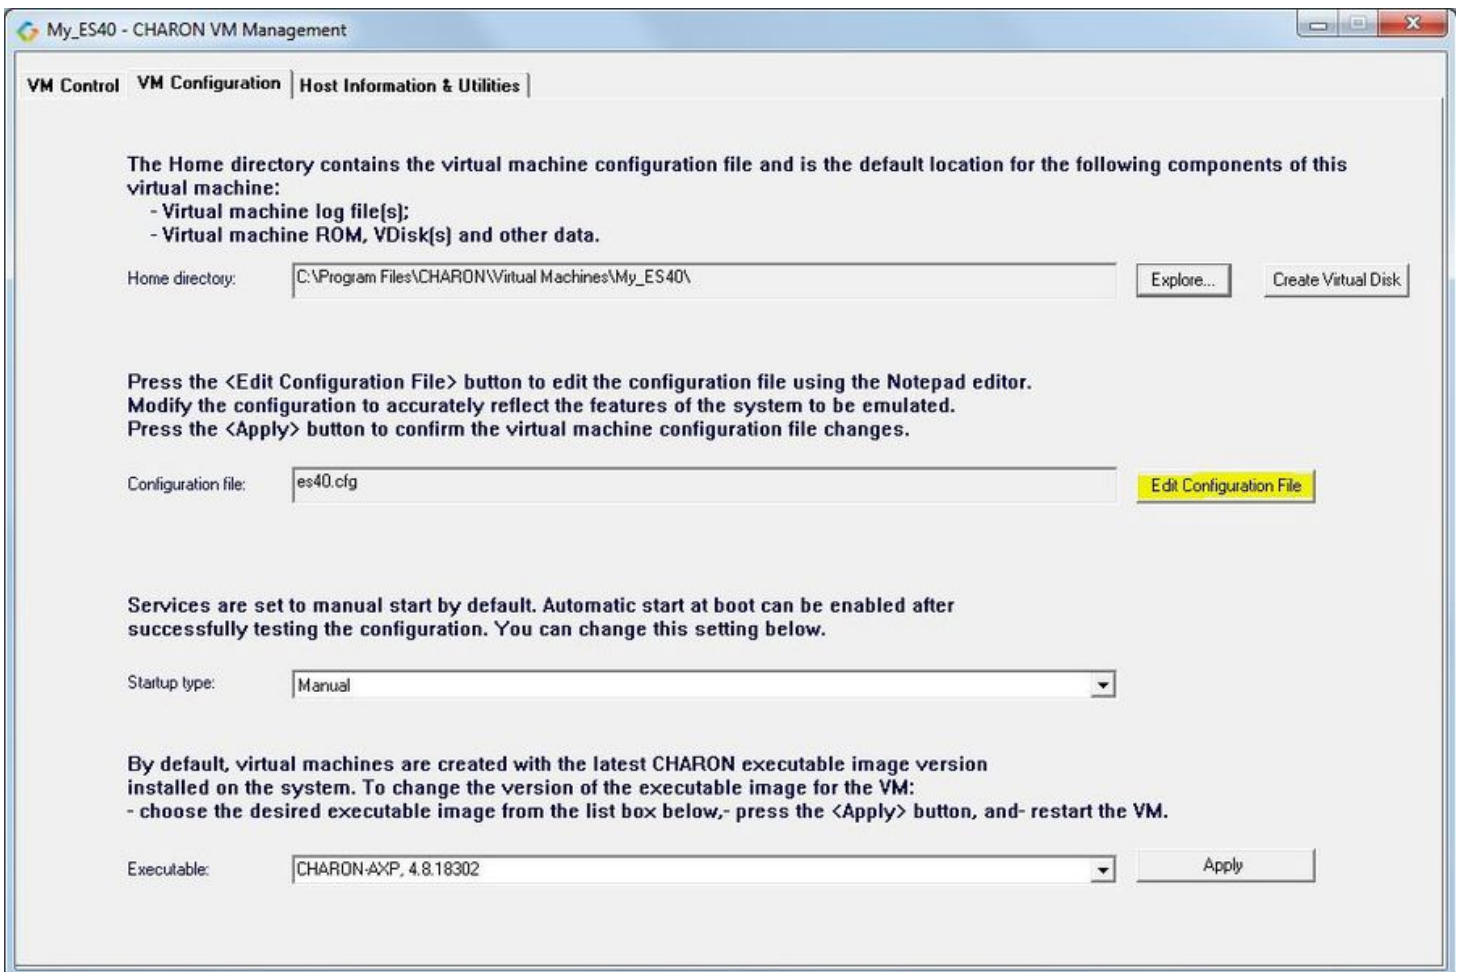 My_ES40 - CHARON VM Management
VM Control VM Configuration Host Information & Utilities
The Home directory contains the virtual machine configuration file and is the default location for the following components of this
virtual machine:
- Virtual machine log file(s);
- Virtual machine ROM, VDisk(s) and other data.
Home directory: C:\Program Files\CHARON\Virtual Machines\My_ES40\ Explore... Create Virtual Disk
Press the <Edit Configuration File> button to edit the configuration file using the Notepad editor.
Modify the configuration to accurately reflect the features of the system to be emulated.
Press the <Apply> button to confirm the virtual machine configuration file changes.
Configuration file: es40.cfg Edit Configuration File
Services are set to manual start by default. Automatic start at boot can be enabled after
successfully testing the configuration. You can change this setting below.
Startup type: Manual
By default, virtual machines are created with the latest CHARON executable image version
installed on the system. To change the version of the executable image for the VM:
- choose the desired executable image from the list box below,- press the <Apply> button, and- restart the VM.
Executable: CHARON-AXP, 4.8.18302 Apply